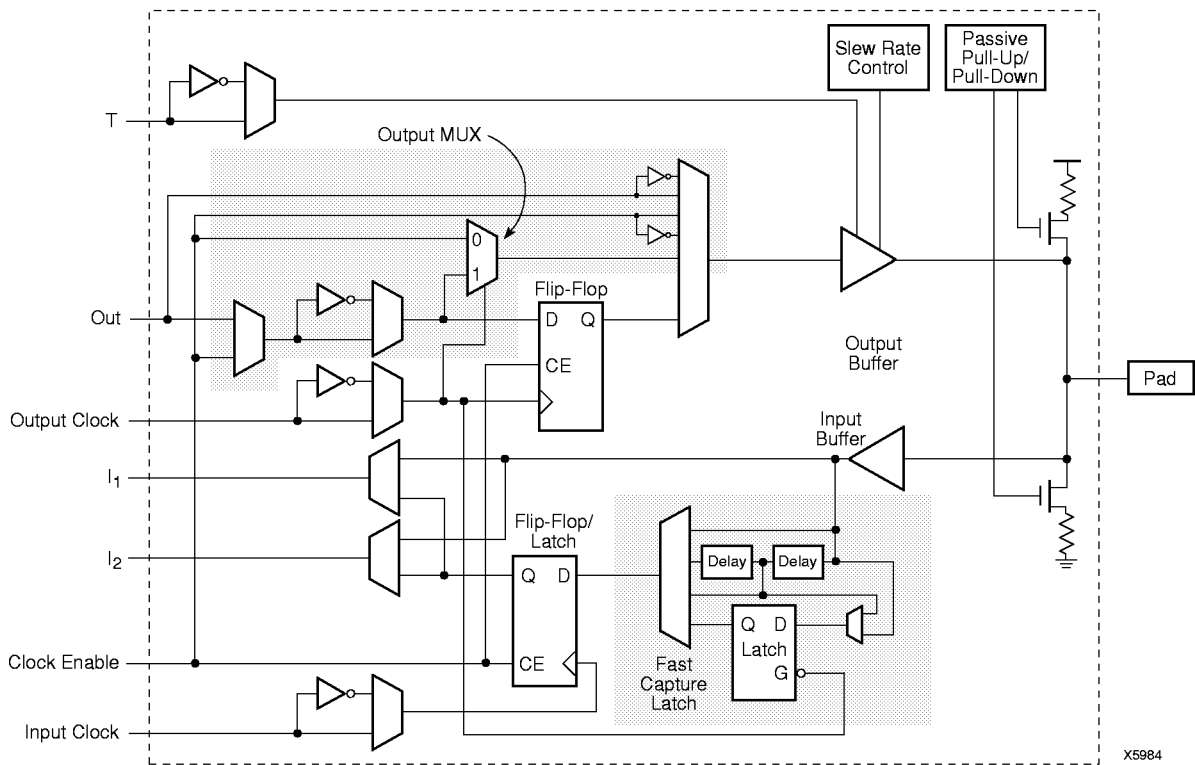 Slew Rate
Control
Passive
Pull-Up/
Pull-Down
T
Output MUX
0
1
Flip-Flop
D Q
CE
Out
Output
Buffer
Pad
Output Clock
Input
Buffer
I1
Flip-Flop/
Latch
I2
Q D
CE
Delay
Delay
Q D
Latch
G
Fast
Capture
Latch
Clock Enable
Input Clock
X5984